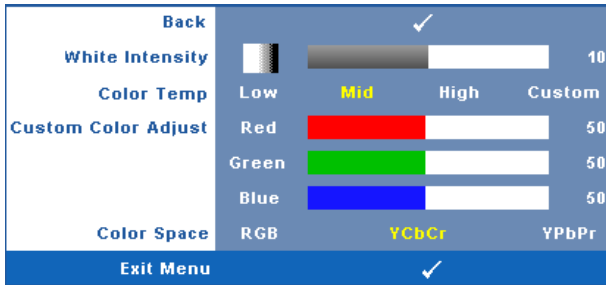 Back
White Intensity 10
Color Temp Low Mid High Custom
Custom Color Adjust Red 50
Green 50
Blue 50
Color Space RGB YCbCr YPbPr
Exit Menu